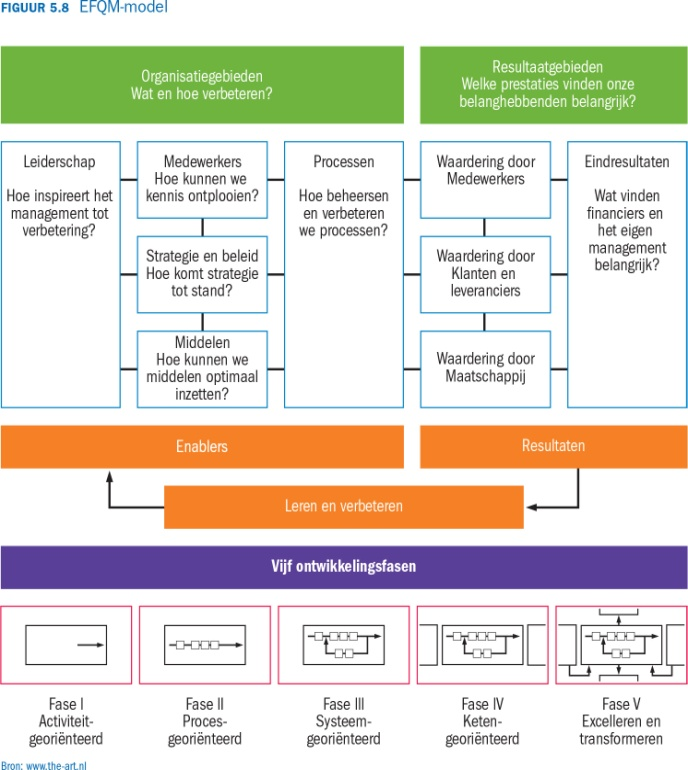 FIGUUR 5.8 EFQM-model
Organisatiegebieden
Wat en hoe verbeteren?
Resultaatgebieden
Welke prestaties vinden onze
belanghebbenden belangrijk?
Leiderschap
Hoe inspireert het
management tot
verbetering?
Medewerkers
Hoe kunnen we
kennis ontplooien?
Strategie en beleid
Hoe komt strategie
tot stand?
Middelen
Hoe kunnen we
middelen optimaal
inzetten?
Processen
Hoe beheersen
en verbeteren
we processen?
Waardering door
Medewerkers
Waardering door
Klanten en
leveranciers
Waardering door
Maatschappij
Eindresultaten
Wat vinden
financiers en
het eigen
management
belangrijk?
Enablers
Resultaten
Leren en verbeteren
Vijf ontwikkelingsfasen
Fase I
Activiteit-
georiënteerd
Fase II
Proces-
georiënteerd
Fase III
Systeem-
georiënteerd
Fase IV
Keten-
georiënteerd
Fase V
Excelleren en
transformeren
Bron: www.the-art.nl